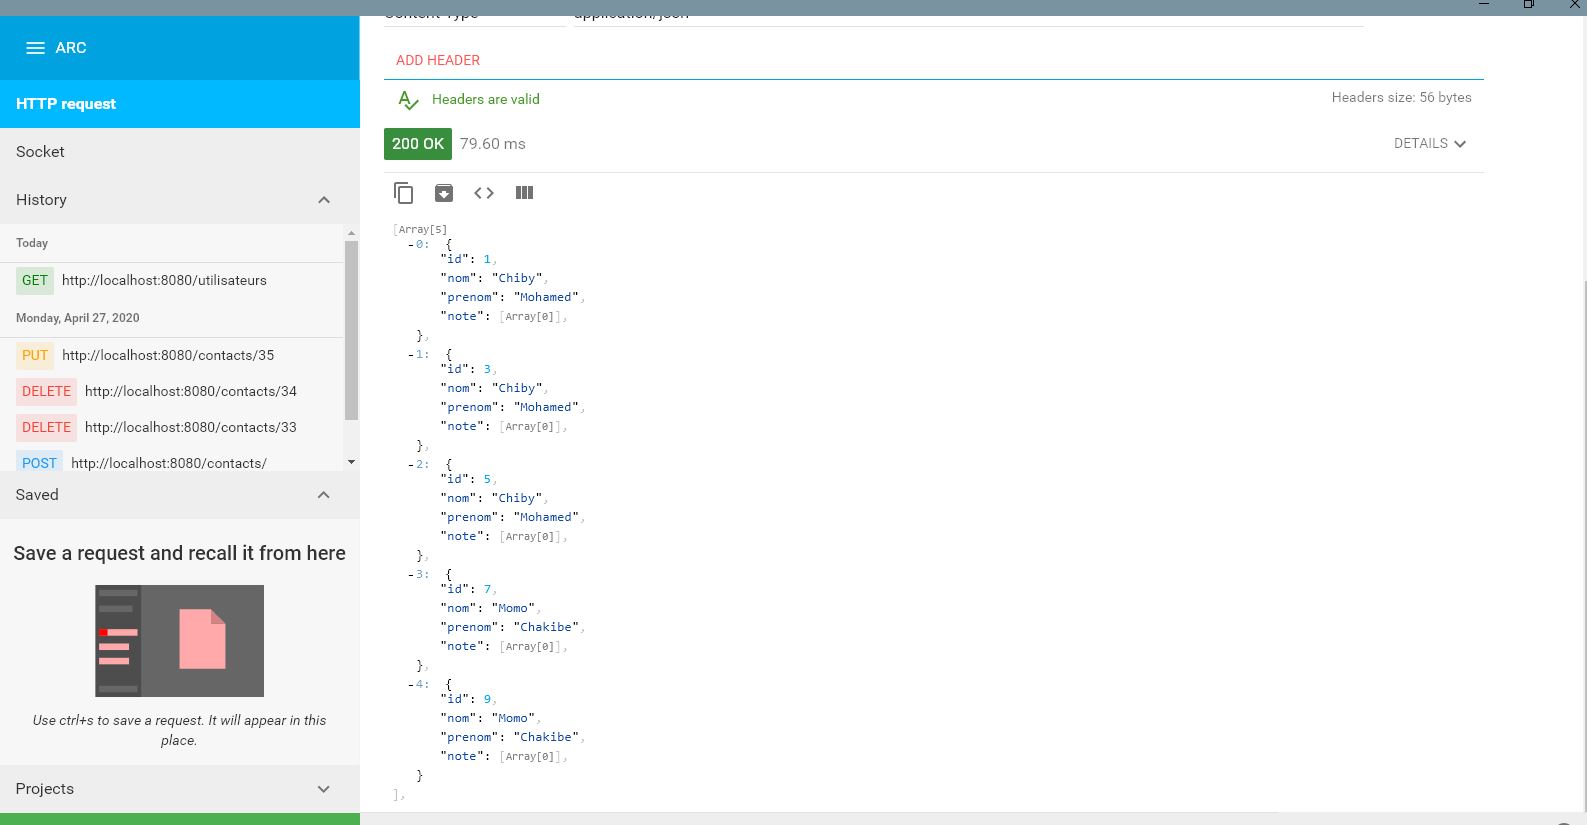 ARC
HTTP request
Socket
History
Today
GET http://localhost:8080/utilisateurs
Monday, April 27, 2020
PUT http://localhost:8080/contacts/35
DELETE http://localhost:8080/contacts/34
DELETE http://localhost:8080/contacts/33
POST http://localhost:8080/contacts/
Saved
Save a request and recall it from here
Use ctrl+s to save a request. It will appear in this
place.
Projects
Content-Type application/json
ADD HEADER
Headers are valid
Headers size: 56 bytes
200 OK 79.60 ms
DETAILS
[Array[5]
-0: {
"id": 1,
"nom": "Chiby",
"prenom": "Mohamed",
"note": [Array[0]],
},
-1: {
"id": 3,
"nom": "Chiby",
"prenom": "Mohamed",
"note": [Array[0]],
},
-2: {
"id": 5,
"nom": "Chiby",
"prenom": "Mohamed",
"note": [Array[0]],
},
-3: {
"id": 7,
"nom": "Momo",
"prenom": "Chakibe",
"note": [Array[0]],
},
-4: {
"id": 9,
"nom": "Momo",
"prenom": "Chakibe",
"note": [Array[0]],
}
],